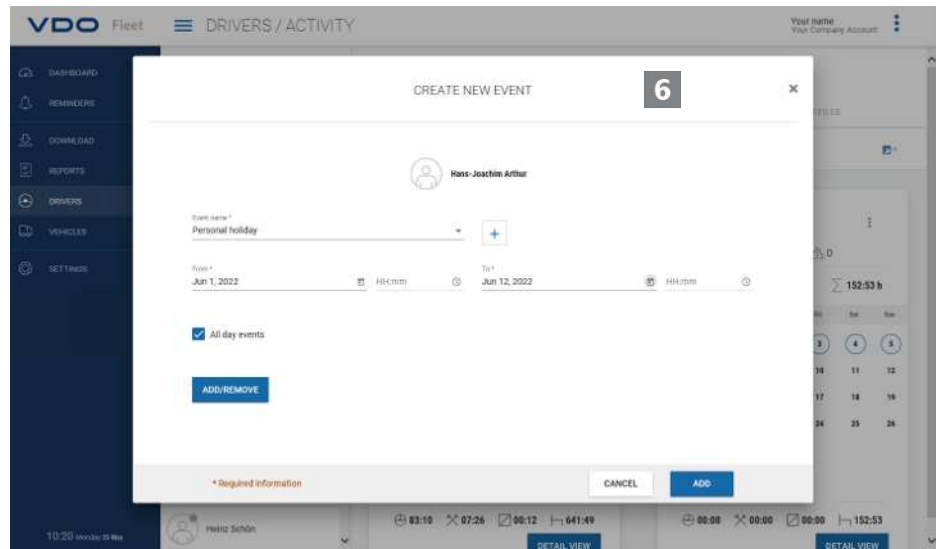 VDO Fleet DRIVERS / ACTIVITY Your name
Your Company Account
DASHBOARD
REMINDERS
DOWNLOAD
REPORTS
DRIVERS
VEHICLES
SETTINGS
CREATE NEW EVENT 6
Hans-Joachim Arthur
Event name *
Personal holiday
From * To *
Jun 1, 2022 HH:mm Jun 12, 2022 HH:mm
All day events
ADD/REMOVE
* Required information CANCEL ADD
0
152:53 h
Sat Sun
3 4 5
10 11 12
17 18 19
24 25 26
Heinz Schön
83:10 07:26 00:12 641:49 00:00 00:00 00:00 152:53
DETAIL VIEW DETAIL VIEW
10:20 Monday